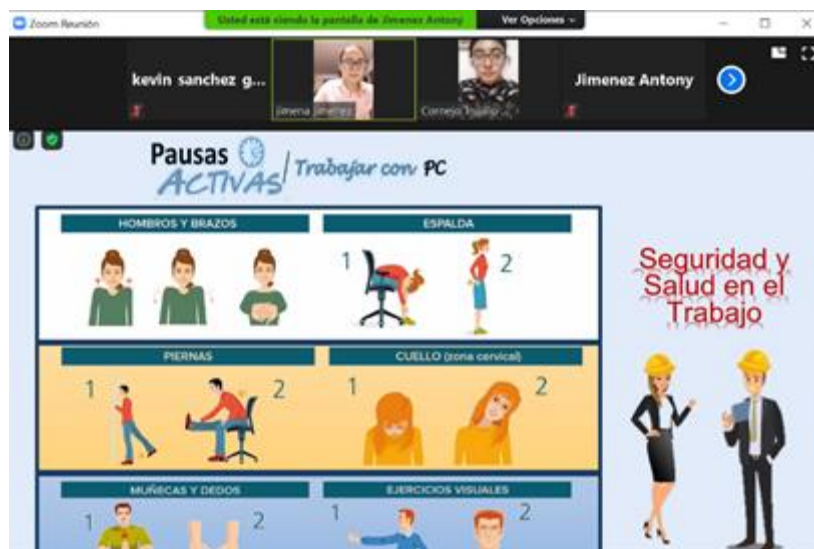 Zoom Reunión
Usted está viendo la pantalla de Jimenez Antony
Ver Opciones
kevin sanchez g...
Jimena Jimenez
Cornejo
Jimenez Antony
Pausas
ACTIVAS
Trabajar con PC
HOMBROS Y BRAZOS
ESPALDA
1
2
Seguridad y
Salud en el
Trabajo
PIERNAS
CUELLO (zona cervical)
1
2
1
2
MUÑECAS Y DEDOS
EJERCICIOS VISUALES
1
2
1
2